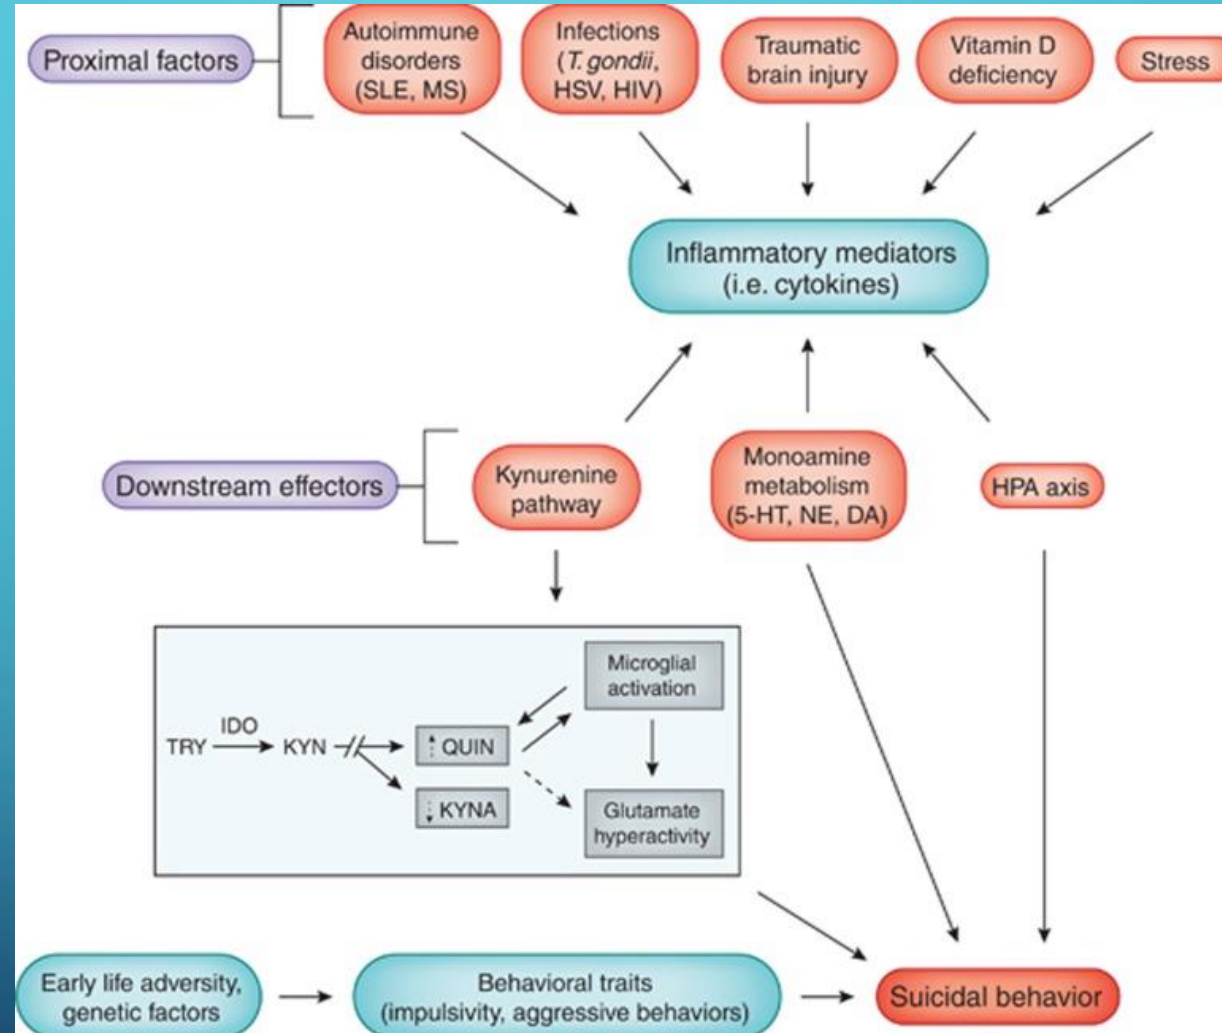 Proximal factors
Autoimmune
disorders
(SLE, MS)
Infections
(T. gondii,
HSV, HIV)
Traumatic
brain injury
Vitamin D
deficiency
Stress
Inflammatory mediators
(i.e. cytokines)
Downstream effectors
Kynurenine
pathway
Monoamine
metabolism
(5-HT, NE, DA)
HPA axis
Microglial
activation
IDO
TRY
KYN
QUIN
KYNA
Glutamate
hyperactivity
Early life adversity,
genetic factors
Behavioral traits
(impulsivity, aggressive behaviors)
Suicidal behavior